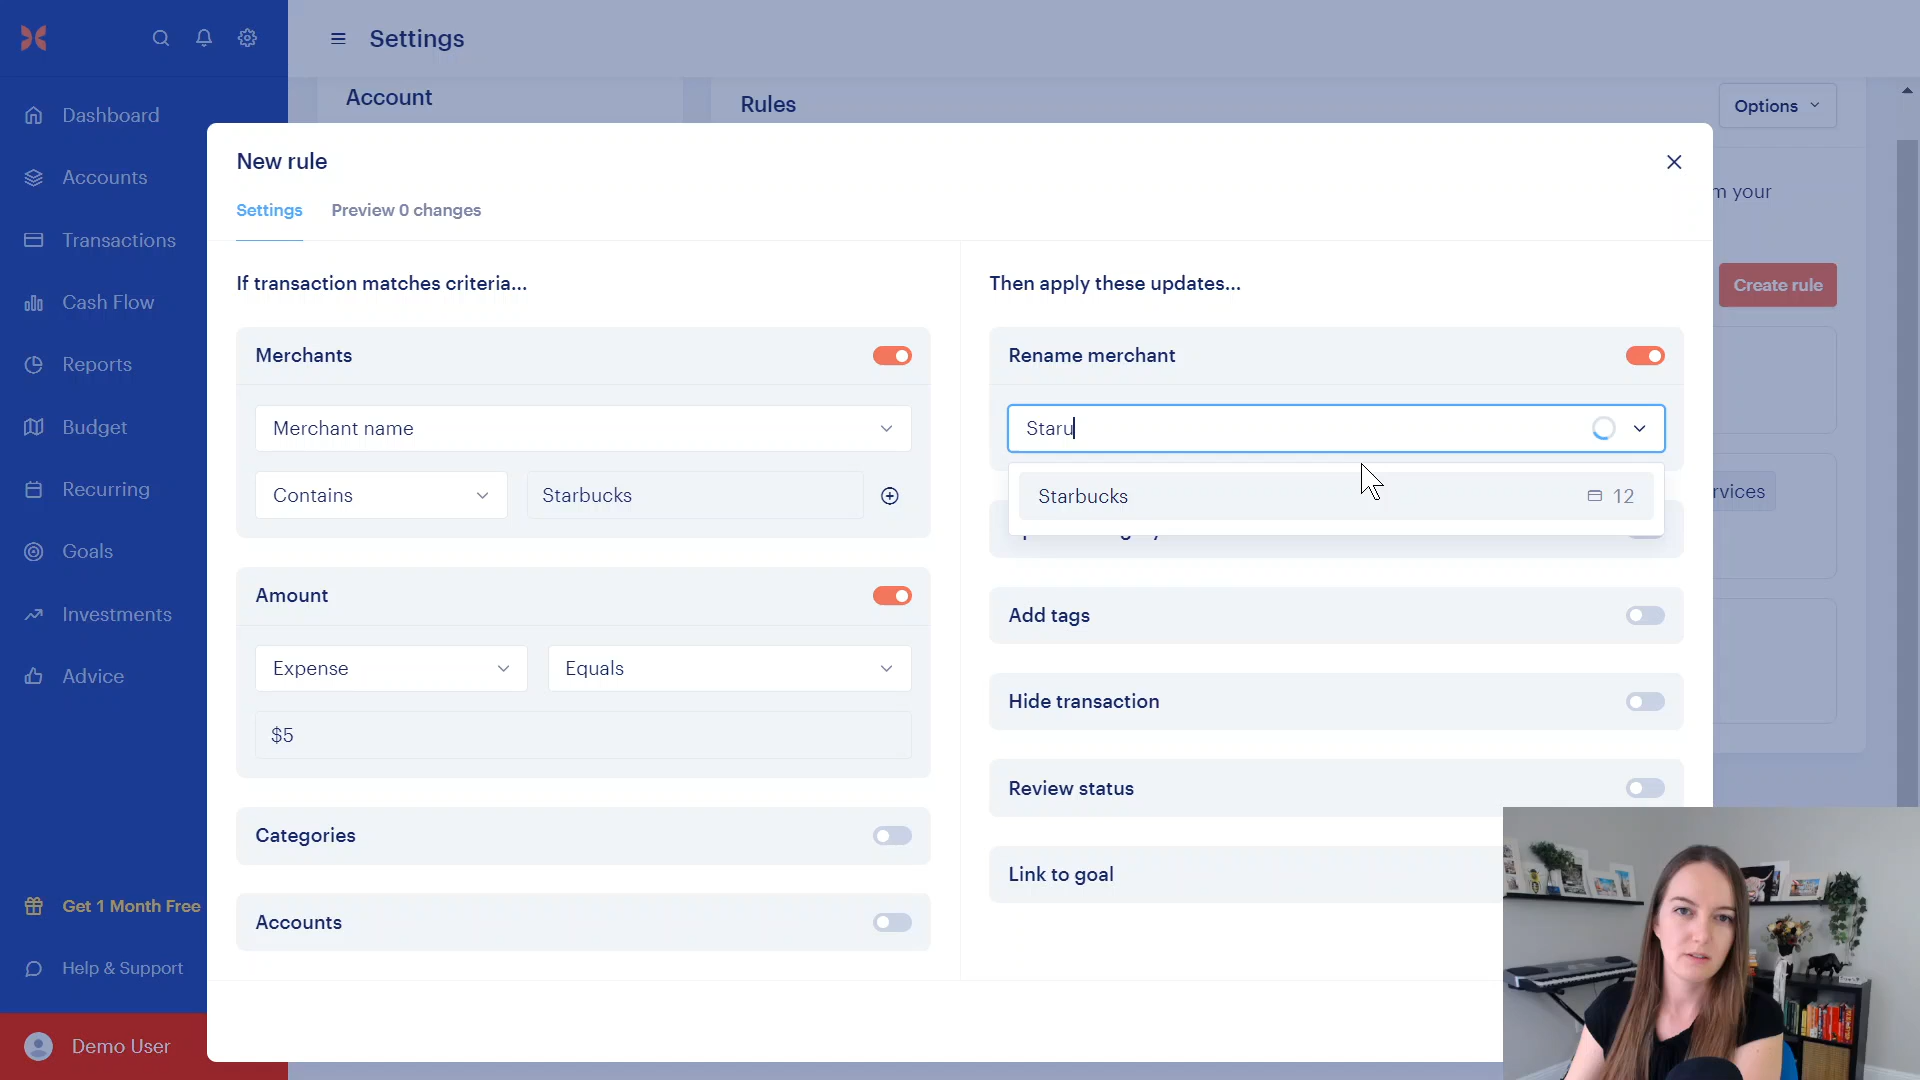 Settings
Dashboard
Accounts
Transactions
Cash Flow
Reports
Budget
Recurring
Goals
Investments
Advice
Get 1 Month Free
Help & Support
Demo User
Account
Rules
Options
m your
Create rule
rvices
New rule
Settings
Preview 0 changes
If transaction matches criteria...
Merchants
Merchant name
Contains
Starbucks
Amount
Expense
Equals
$5
Categories
Accounts
Then apply these updates...
Rename merchant
Staru
Starbucks
12
Add tags
Hide transaction
Review status
Link to goal